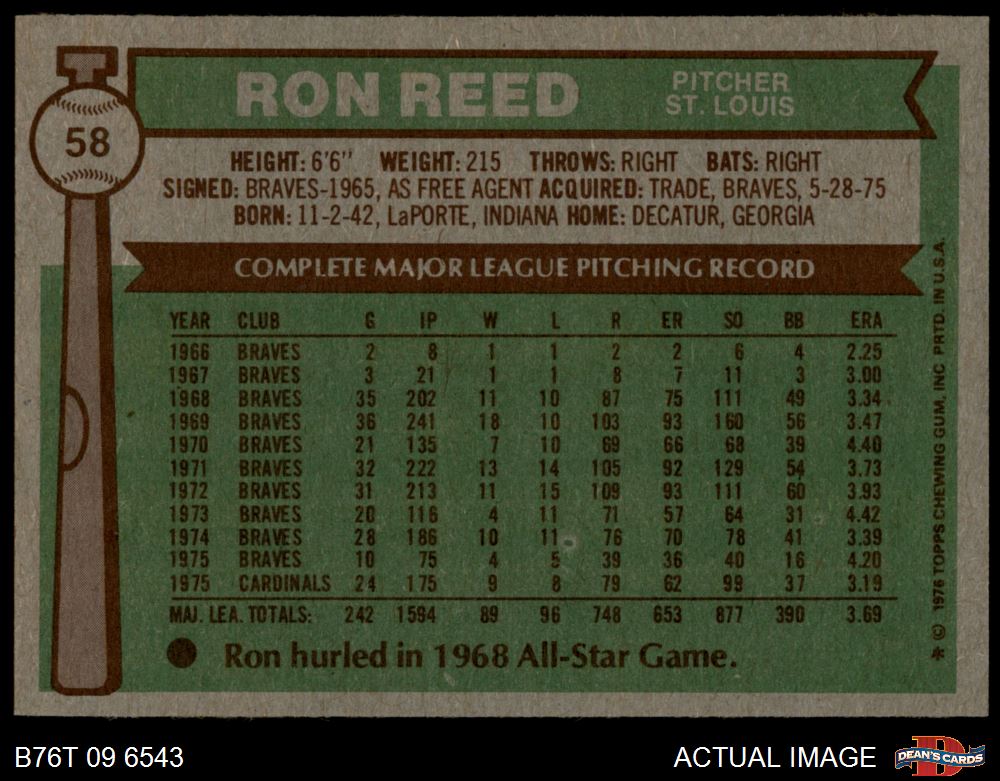 RON REED
PITCHER
ST. LOUIS
58
HEIGHT: 6'6" WEIGHT: 215 THROWS: RIGHT BATS: RIGHT
SIGNED: BRAVES-1965, AS FREE AGENT ACQUIRED: TRADE, BRAVES, 5-28-75
BORN: 11-2-42, LaPORTE, INDIANA HOME: DECATUR, GEORGIA
COMPLETE MAJOR LEAGUE PITCHING RECORD
YEAR CLUB G IP W L R ER SO BB ERA
1966 BRAVES 2 8 1 1 2 2 6 4 2.25
1967 BRAVES 3 21 1 1 8 7 11 3 3.00
1968 BRAVES 35 202 11 10 87 75 111 49 3.34
1969 BRAVES 36 241 18 10 103 93 160 56 3.47
1970 BRAVES 21 135 7 10 69 66 68 39 4.40
1971 BRAVES 32 222 13 14 105 92 129 54 3.73
1972 BRAVES 31 213 11 15 109 93 111 60 3.93
1973 BRAVES 20 116 4 11 71 57 64 31 4.42
1974 BRAVES 28 186 10 11 76 70 78 41 3.39
1975 BRAVES 10 75 4 5 39 36 40 16 4.20
1975 CARDINALS 24 175 9 8 79 62 99 37 3.19
MAJ. LEA. TOTALS: 242 1594 89 96 748 653 877 390 3.69
Ron hurled in 1968 All-Star Game.
* © 1976 TOPPS CHEWING GUM, INC PRTD. IN U.S.A.
B76T 09 6543
ACTUAL IMAGE
D
DEAN'S CARDS